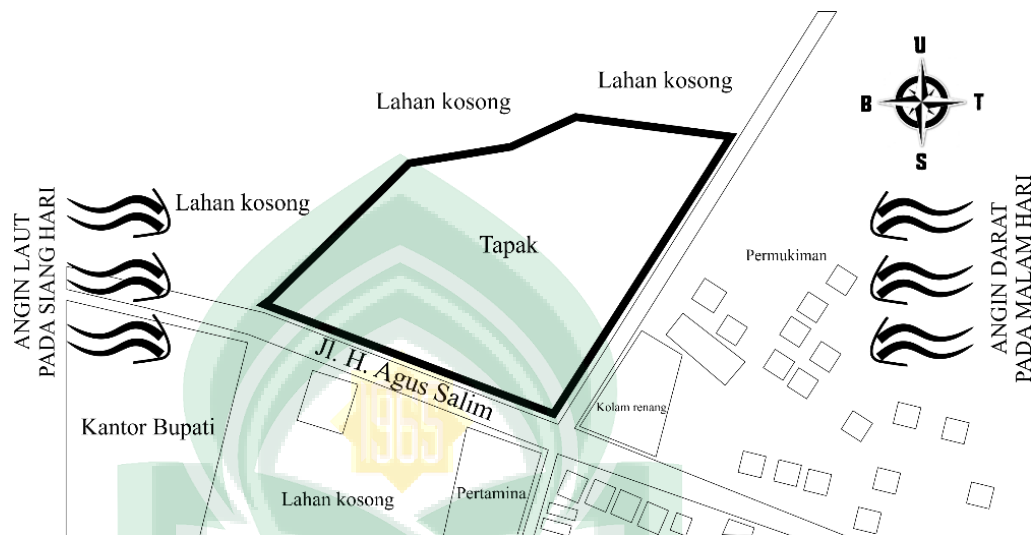 U
B
T
S
Lahan kosong
Lahan kosong
Lahan kosong
Tapak
Permukiman
ANGIN LAUT
PADA SIANG HARI
ANGIN DARAT
PADA MALAM HARI
Jl. H. Agus Salim
Kolam renang
Kantor Bupati
1965
Lahan kosong
Pertamina